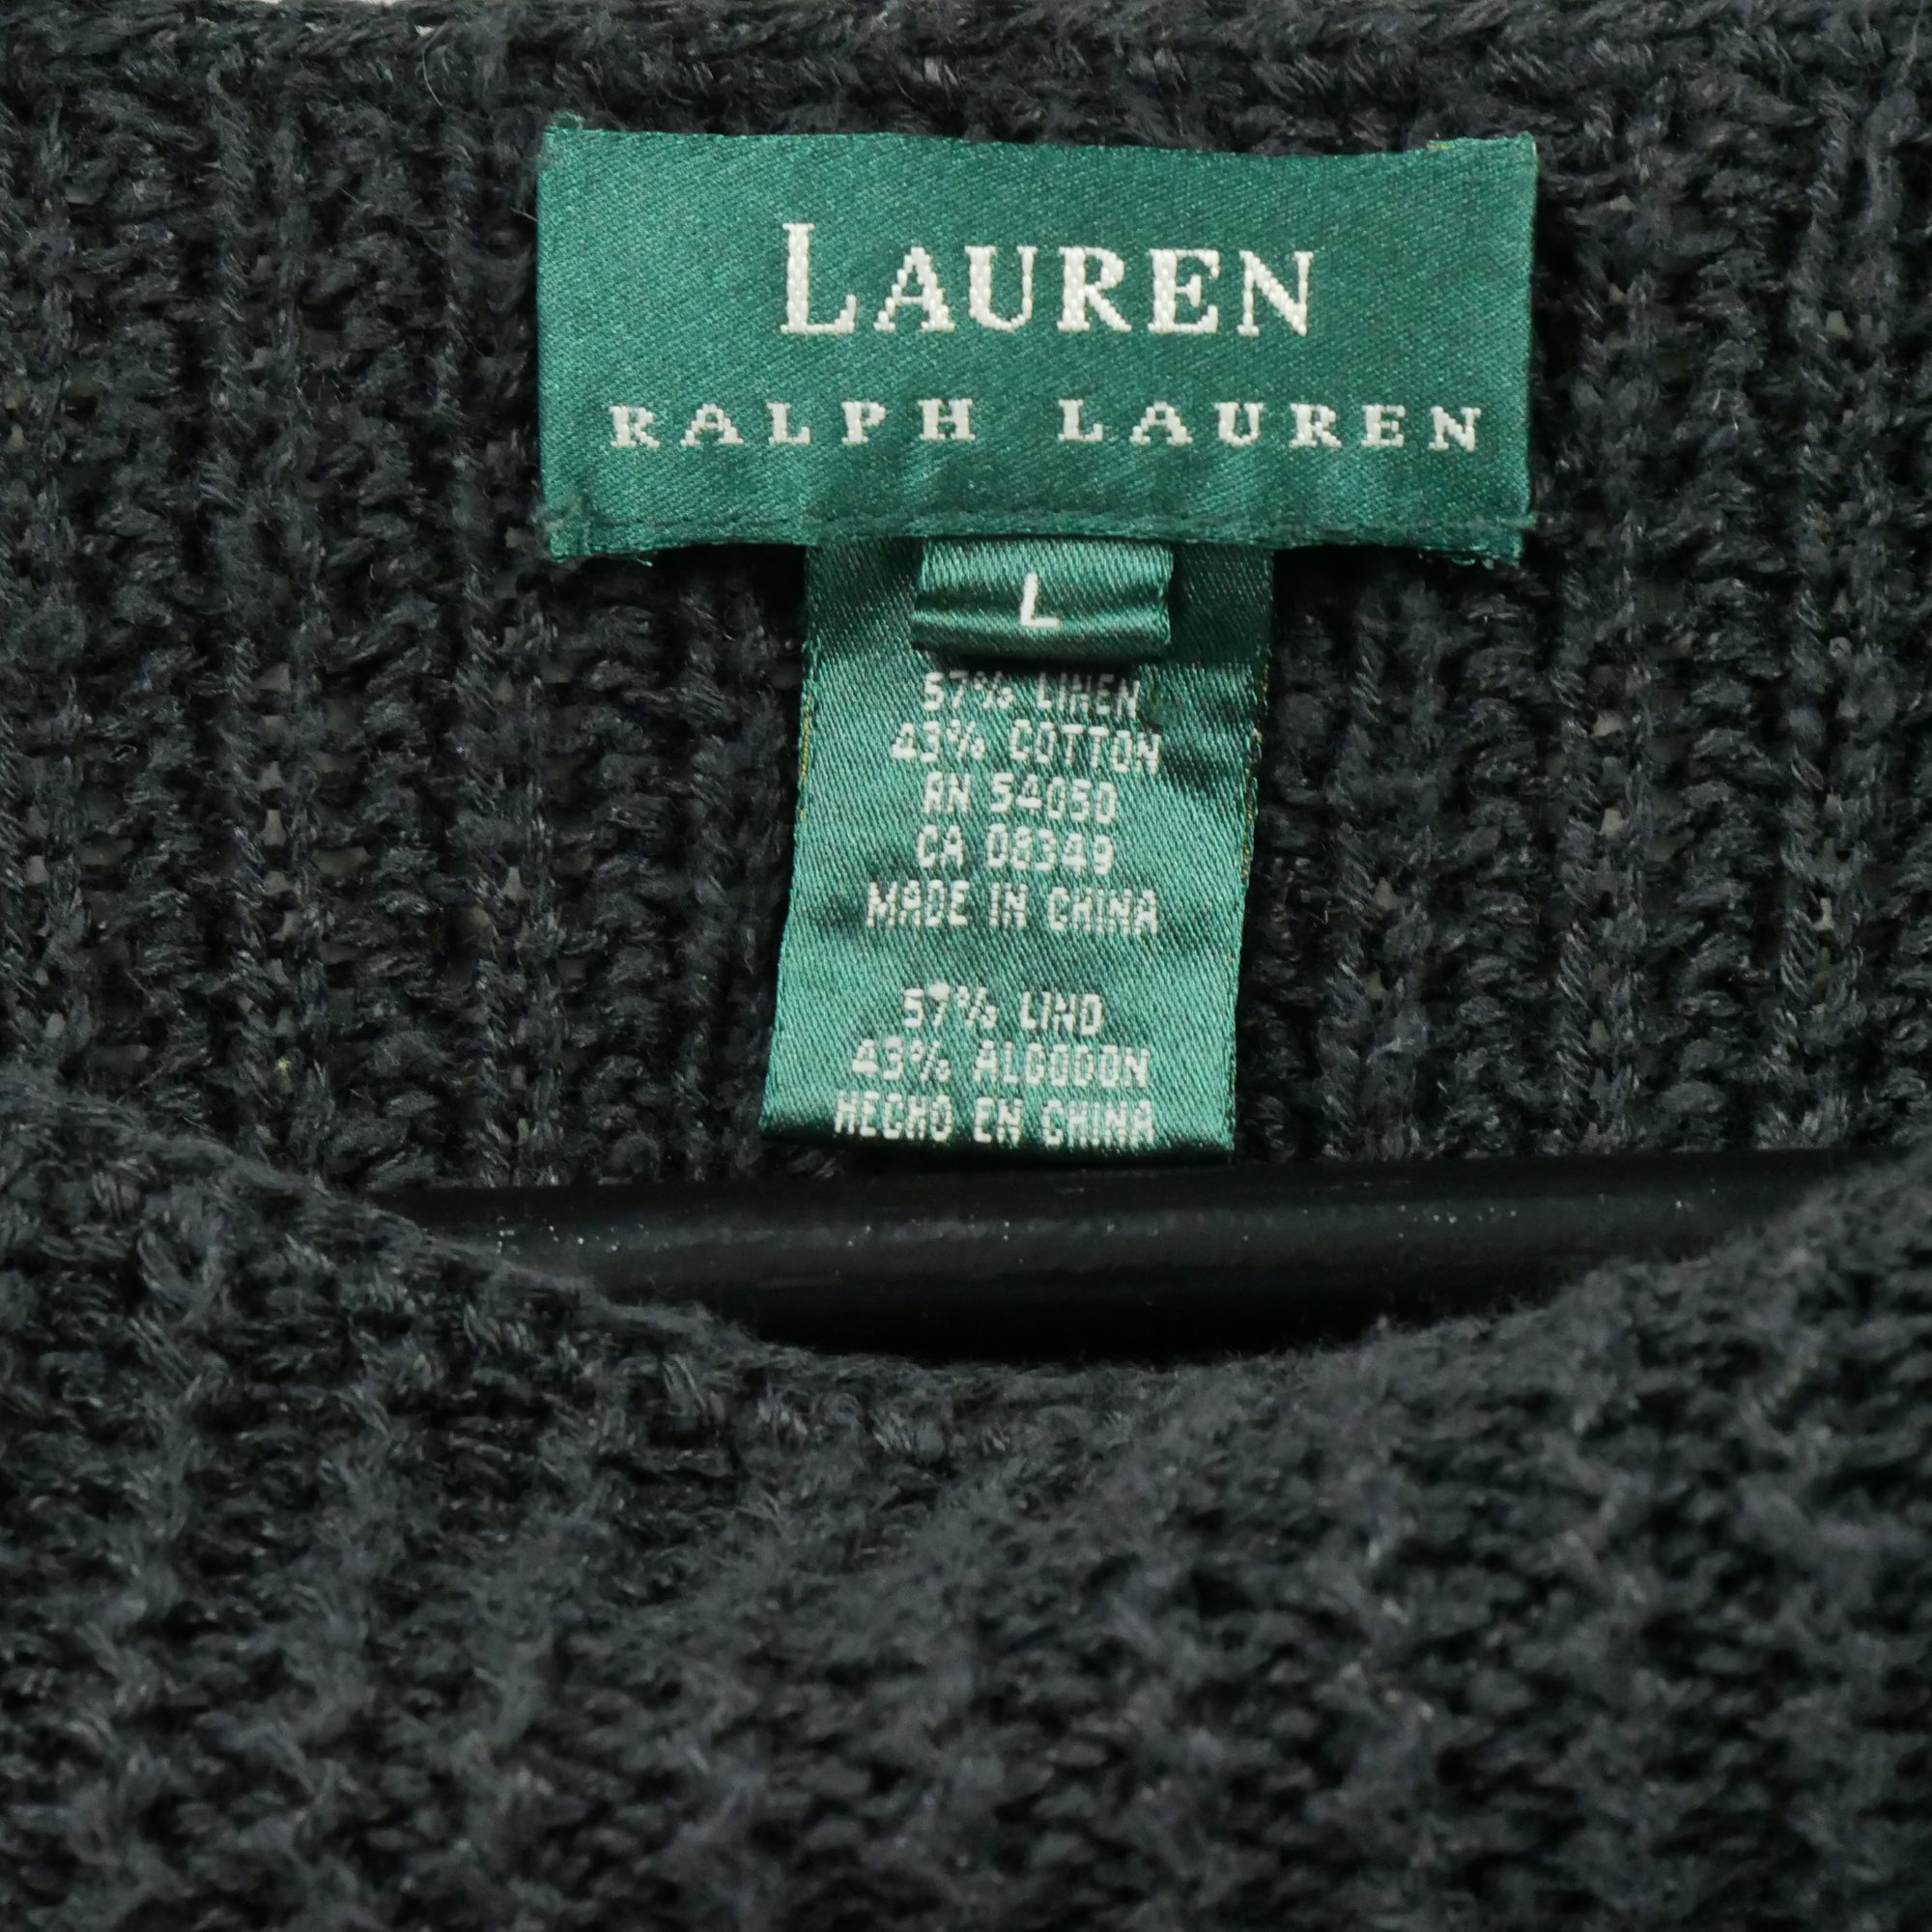 LAUREN
RALPH LAUREN
L
57% LINEN
43% COTTON
RN 54050
CA 08349
MADE IN CHINA
57% LINO
43% ALGODON
HECHO EN CHINA